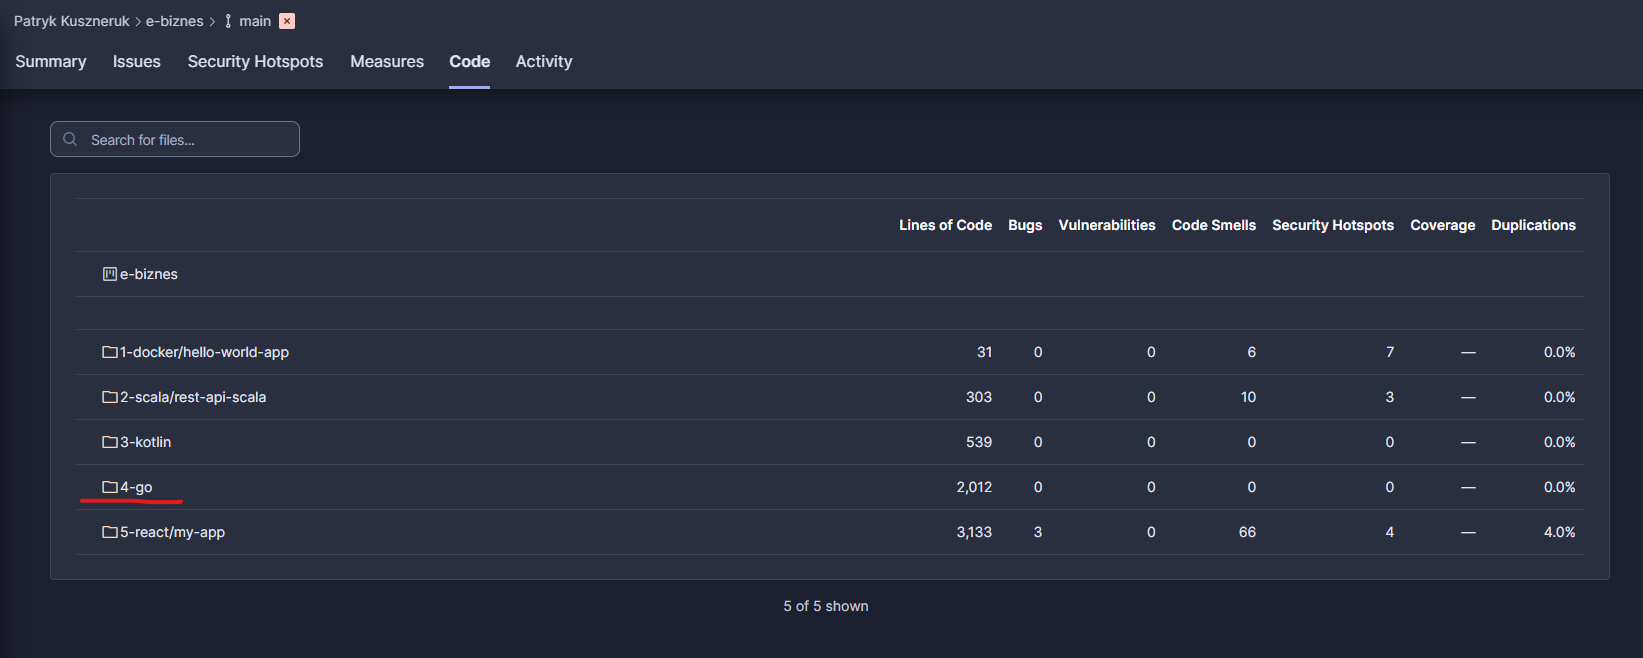 Patryk Kuszneruk > e-biznes > main ×
Summary Issues Security Hotspots Measures Code Activity
Search for files...
Lines of Code Bugs Vulnerabilities Code Smells Security Hotspots Coverage Duplications
e-biznes
1-docker/hello-world-app 31 0 0 6 7 — 0.0%
2-scala/rest-api-scala 303 0 0 10 3 — 0.0%
3-kotlin 539 0 0 0 0 — 0.0%
4-go 2,012 0 0 0 0 — 0.0%
5-react/my-app 3,133 3 0 66 4 — 4.0%
5 of 5 shown